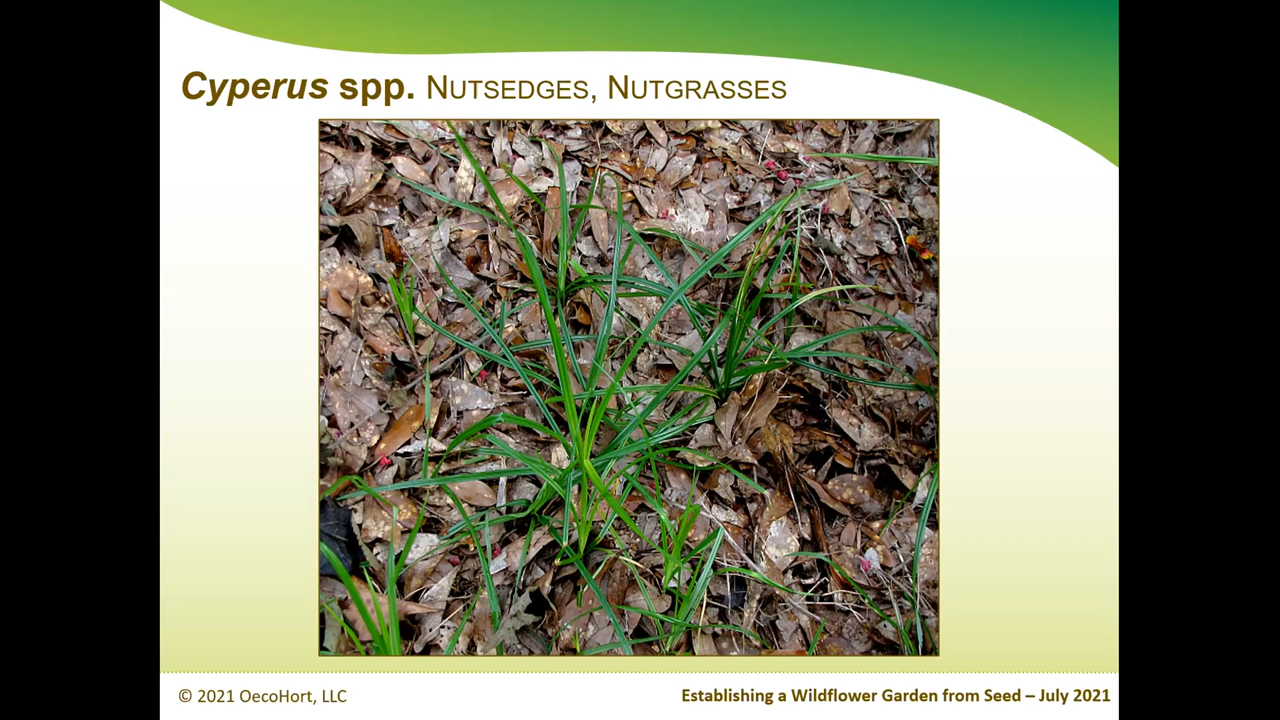 Cyperus spp. NUTSEDGES, NUTGRASSES
© 2021 OecoHort, LLC
Establishing a Wildflower Garden from Seed – July 2021